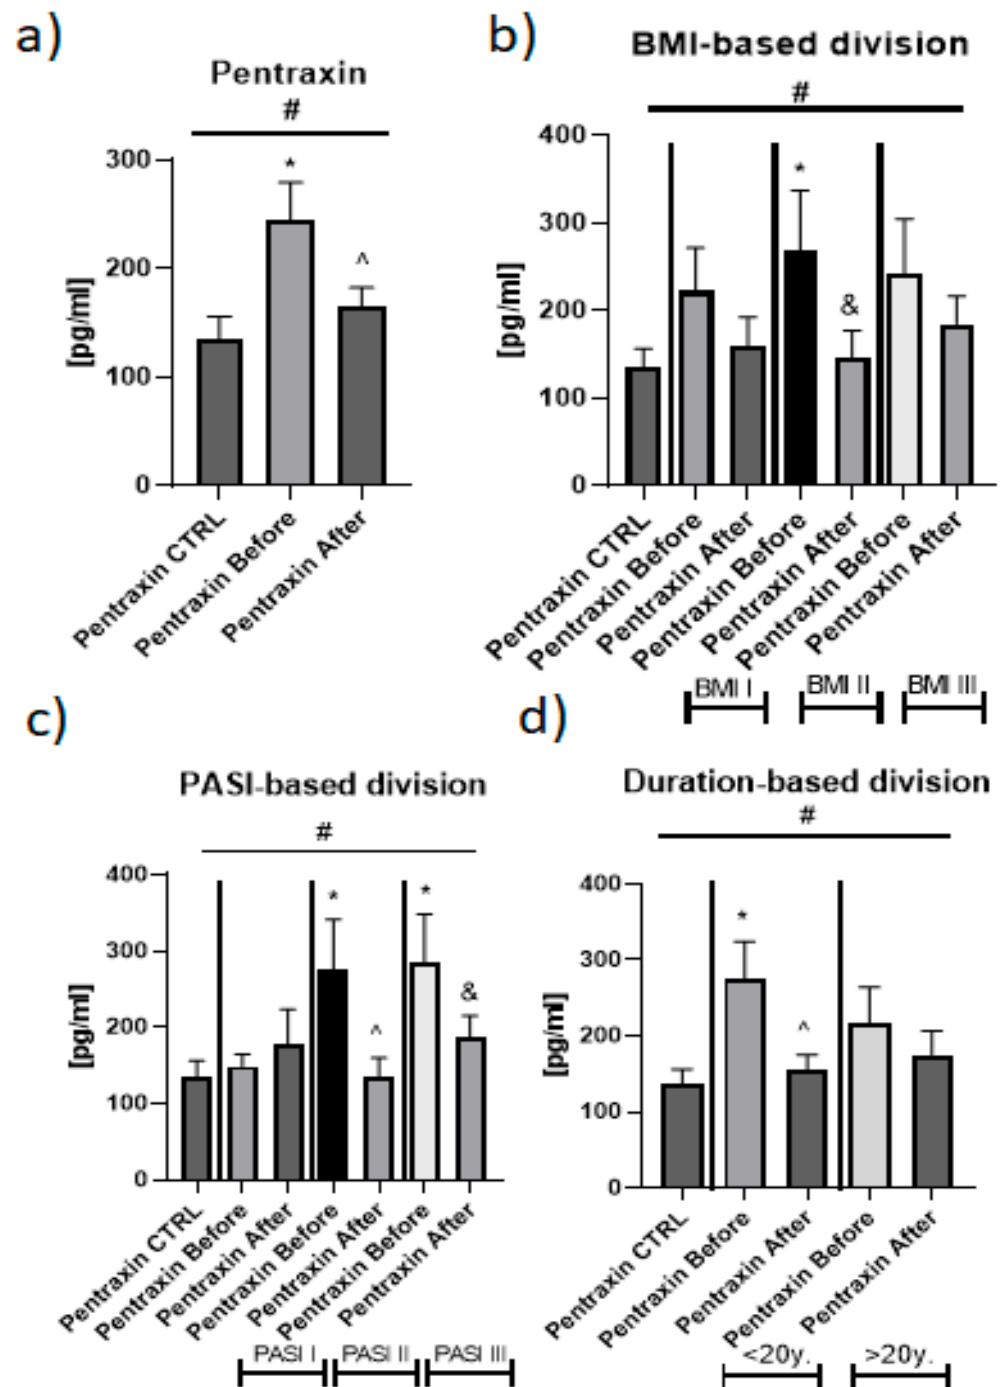 a)
Pentraxin
#
300
200
100
0
[pg/ml]
*
^
Pentraxin CTRL
Pentraxin Before
Pentraxin After
b)
BMI-based division
#
400
300
200
100
0
[pg/ml]
*
&
Pentraxin CTRL
Pentraxin Before
Pentraxin After
Pentraxin Before
Pentraxin After
Pentraxin Before
Pentraxin After
BMI I
BMI II
BMI III
c)
PASI-based division
#
400
300
200
100
0
[pg/ml]
*
^
*
&
Pentraxin CTRL
Pentraxin Before
Pentraxin After
Pentraxin Before
Pentraxin After
Pentraxin Before
Pentraxin After
PASI I
PASI II
PASI III
d)
Duration-based division
#
400
300
200
100
0
[pg/ml]
*
^
Pentraxin CTRL
Pentraxin Before
Pentraxin After
Pentraxin Before
Pentraxin After
<20y.
>20y.